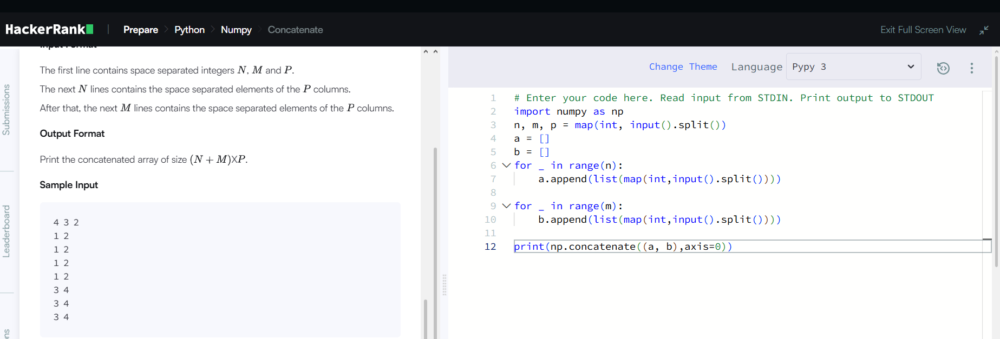 HackerRank | Prepare > Python > Numpy > Concatenate Exit Full Screen View
Input Format
The first line contains space separated integers N, M and P.
The next N lines contains the space separated elements of the P columns.
After that, the next M lines contains the space separated elements of the P columns.
Output Format
Print the concatenated array of size (N + M)XP.
Sample Input
4 3 2
1 2
1 2
1 2
1 2
3 4
3 4
3 4
Submissions
Leaderboard
Change Theme Language Pypy 3
1 # Enter your code here. Read input from STDIN. Print output to STDOUT
2 import numpy as np
3 n, m, p = map(int, input().split())
4 a = []
5 b = []
6 for _ in range(n):
7     a.append(list(map(int,input().split())))
8
9 for _ in range(m):
10     b.append(list(map(int,input().split())))
11
12 print(np.concatenate((a, b),axis=0))